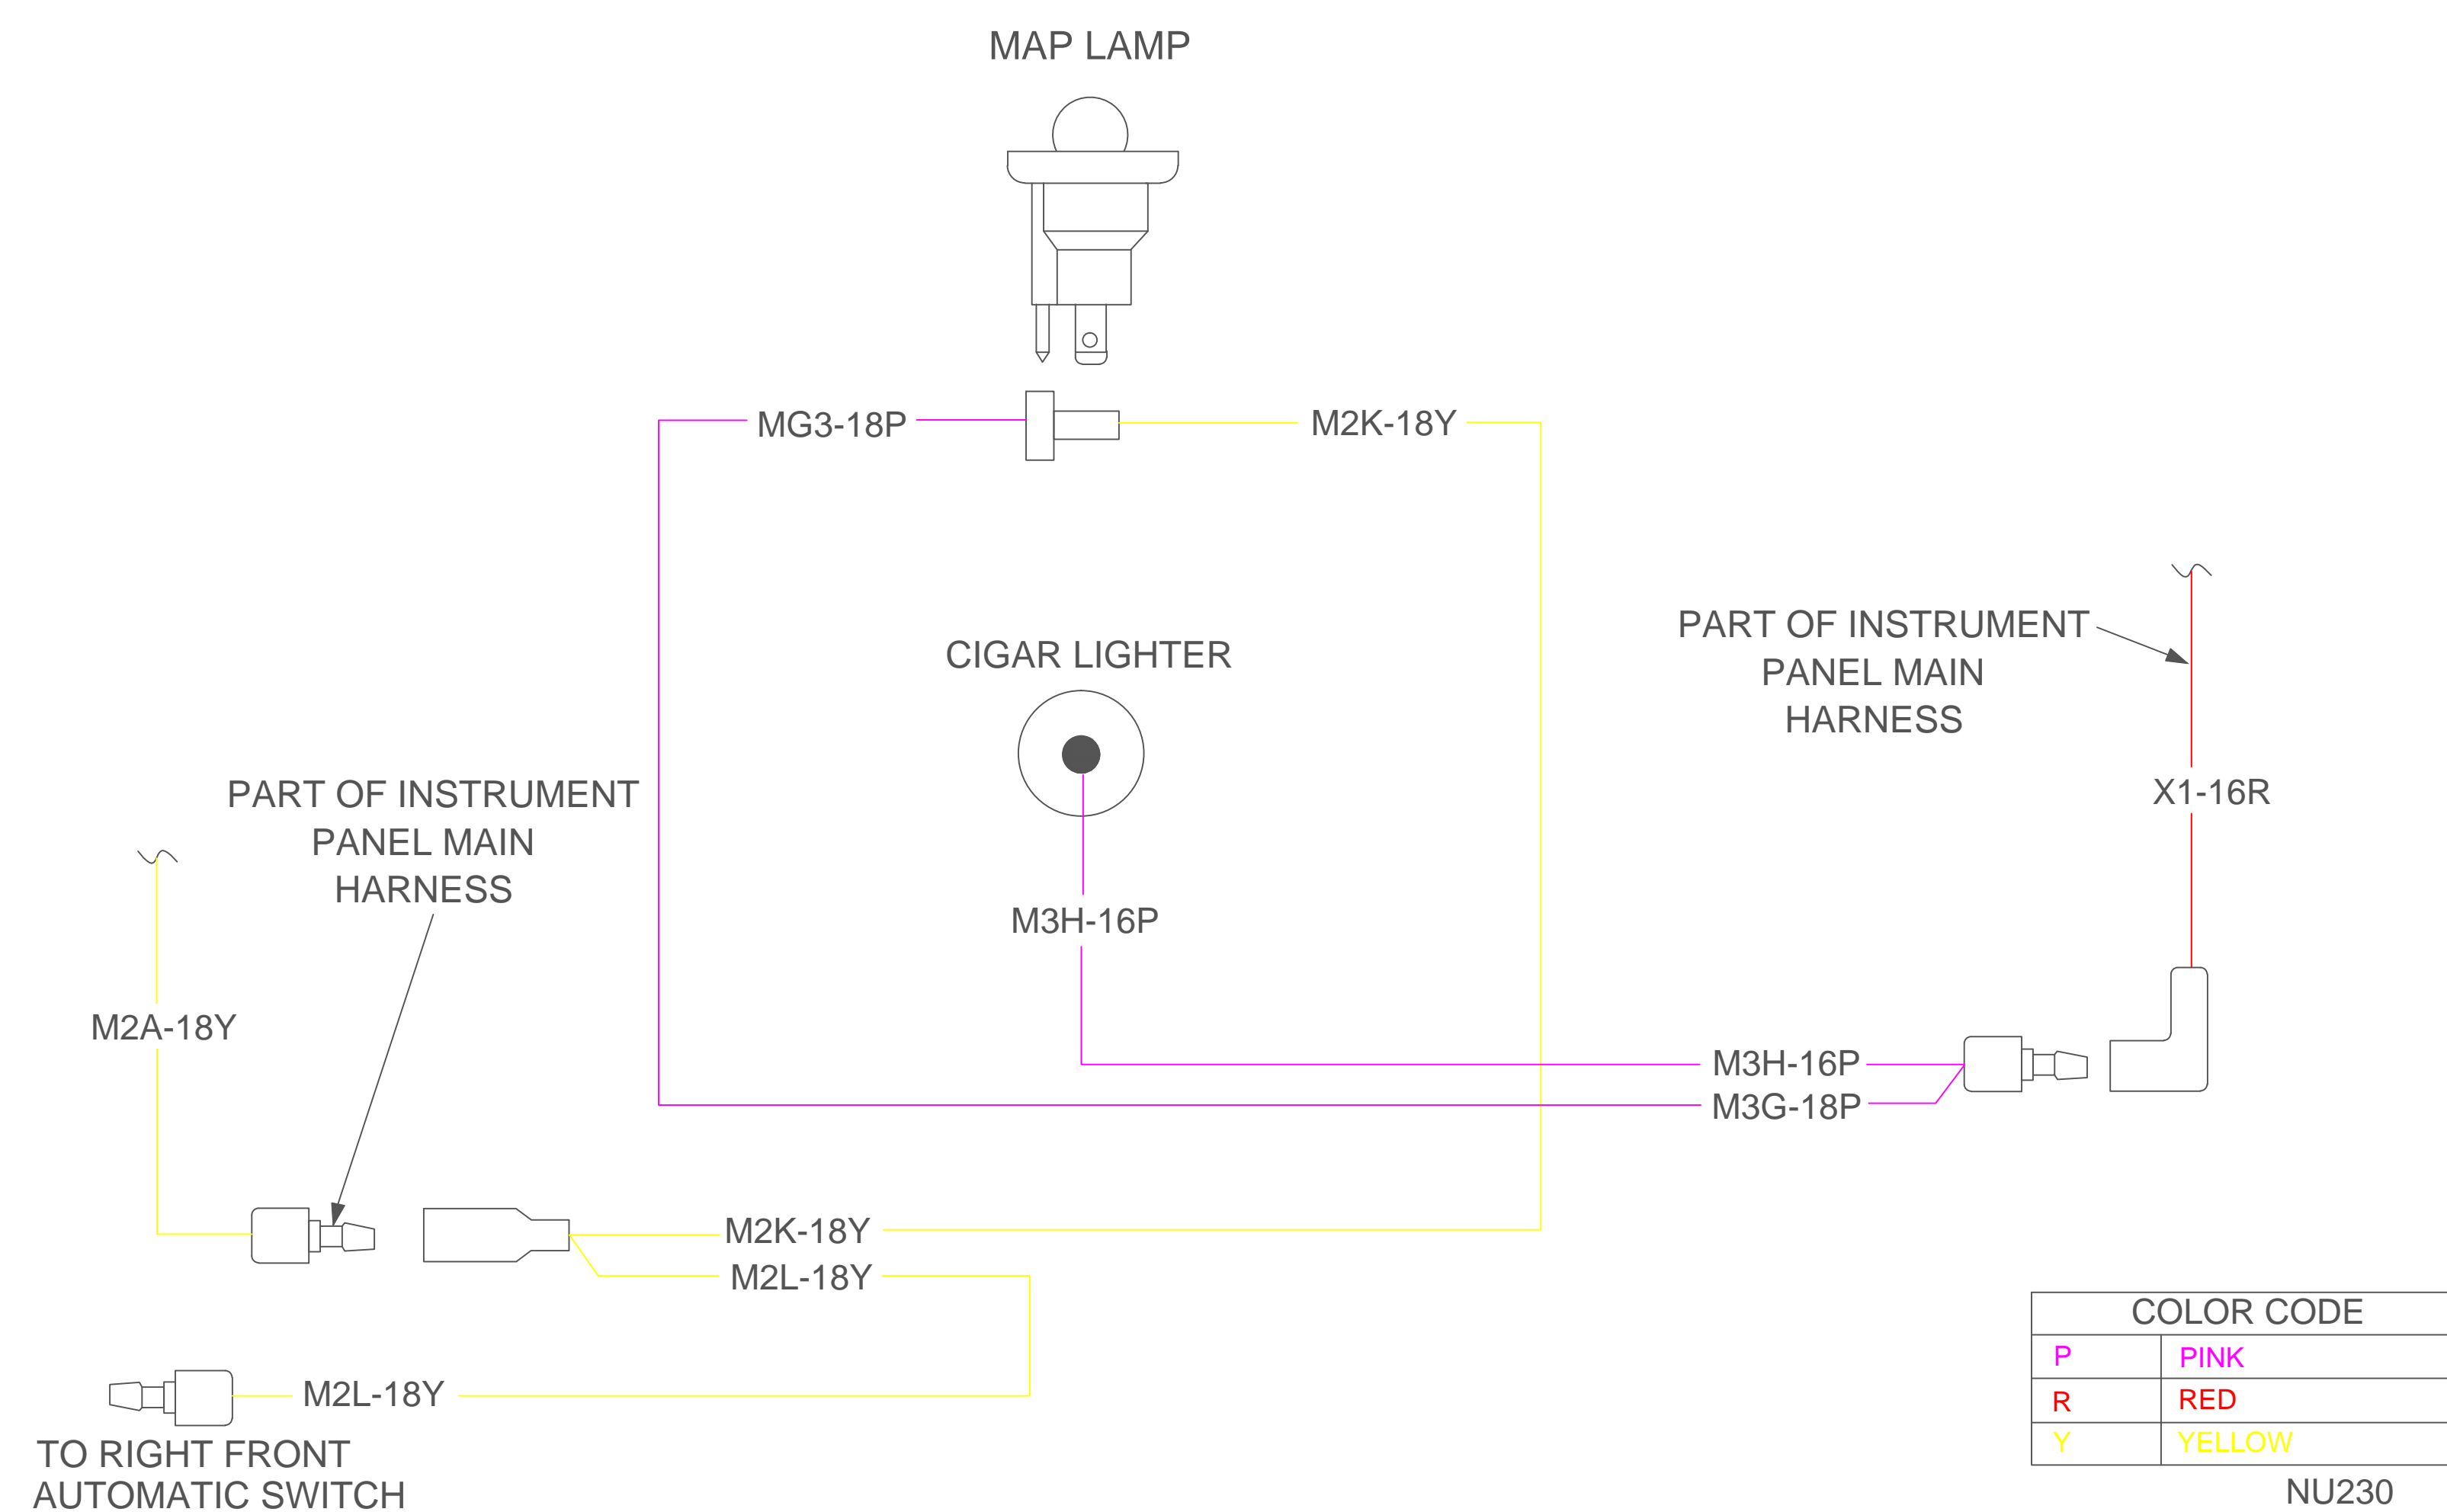 MAP LAMP
MG3-18P
M2K-18Y
CIGAR LIGHTER
PART OF INSTRUMENT
PANEL MAIN
HARNESS
X1-16R
PART OF INSTRUMENT
PANEL MAIN
HARNESS
M3H-16P
M2A-18Y
M3H-16P
M3G-18P
M2K-18Y
M2L-18Y
M2L-18Y
TO RIGHT FRONT
AUTOMATIC SWITCH
COLOR CODE
P PINK
R RED
Y YELLOW
NU230